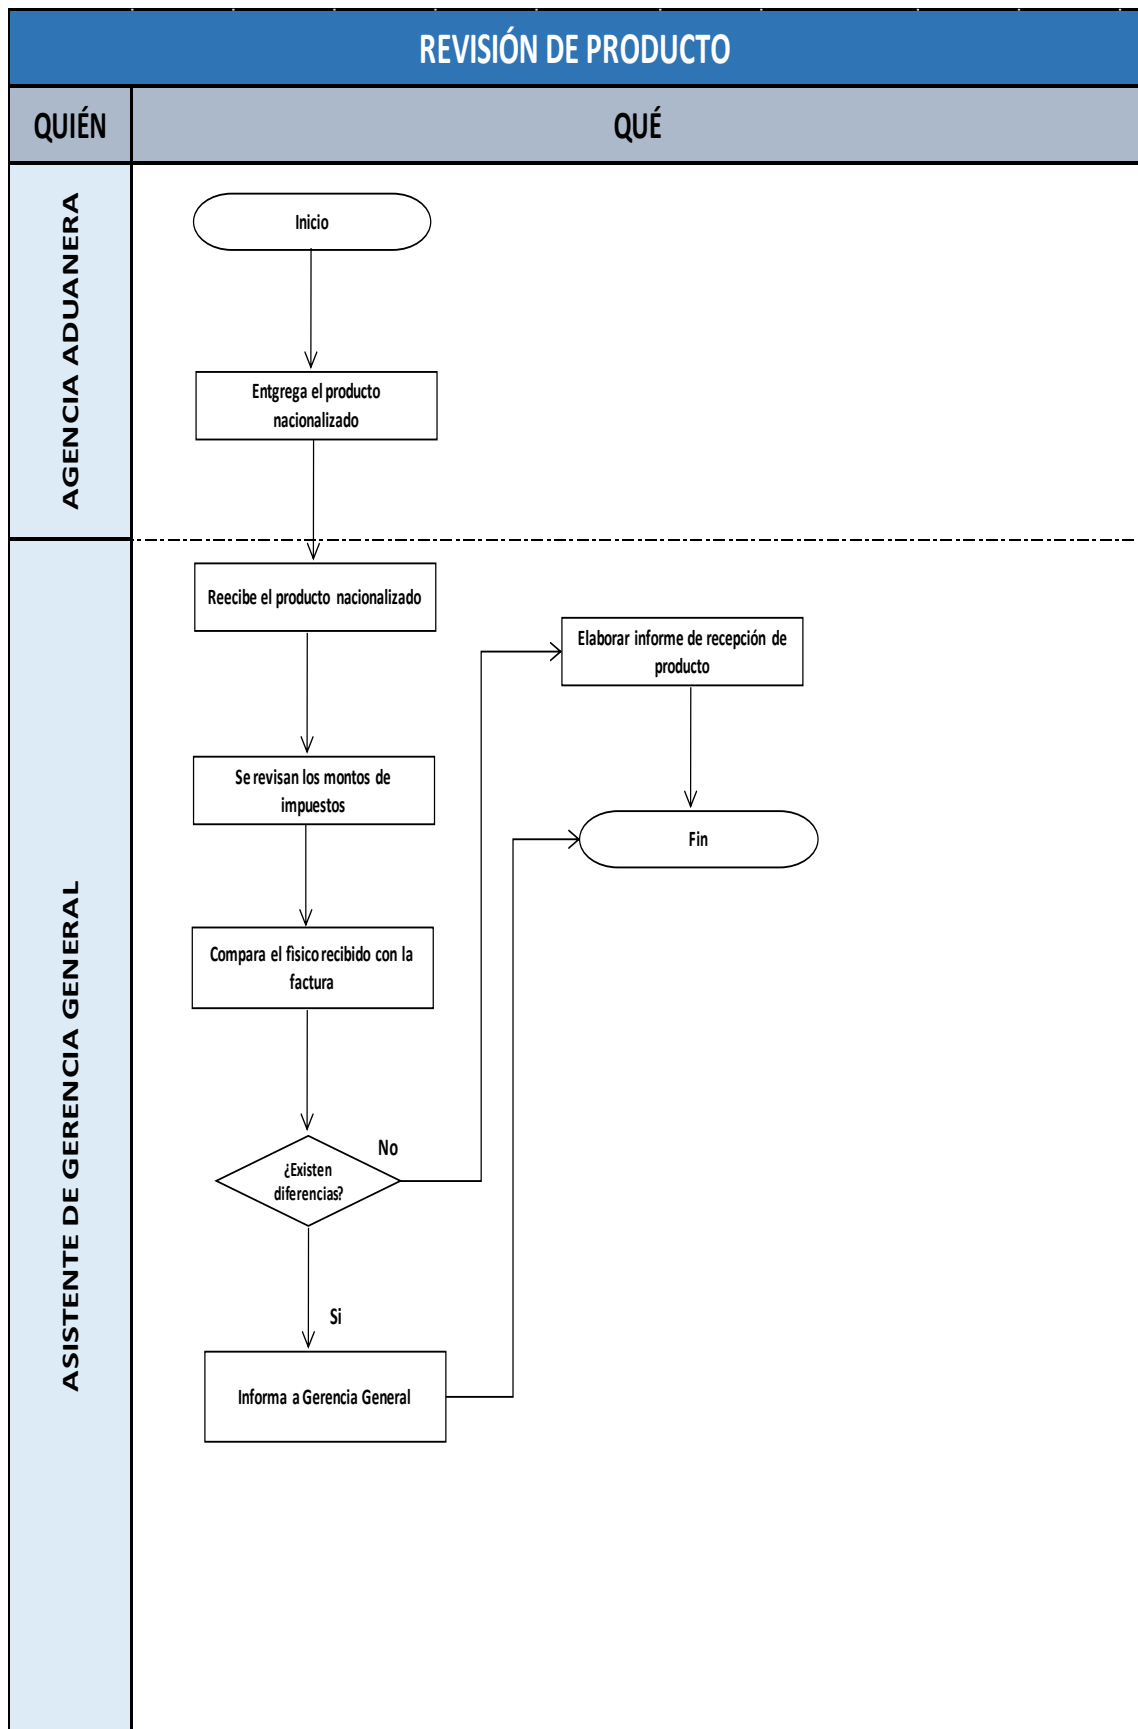 REVISIÓN DE PRODUCTO
QUIÉN
QUÉ
AGENCIA ADUANERA
Inicio
Entgrega el producto
nacionalizado
ASISTENTE DE GERENCIA GENERAL
Reecibe el producto nacionalizado
Se revisan los montos de
impuestos
Compara el fìsico recibido con la
factura
¿Existen
diferencias?
No
Si
Informa a Gerencia General
Elaborar informe de recepción de
producto
Fin